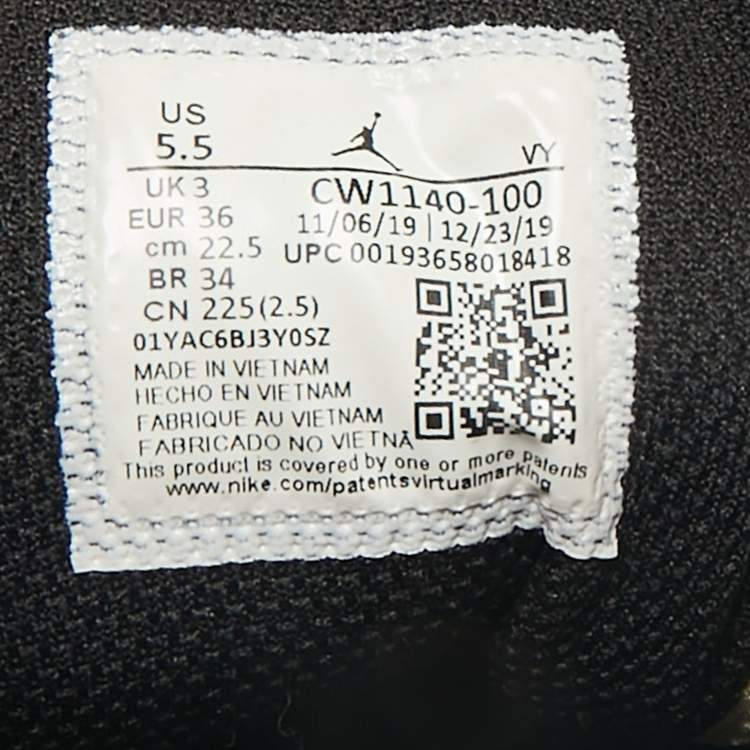 US
5.5
VY
UK 3
EUR 36
cm 22.5
BR 34
CN 225(2.5)
CW1140-100
11/06/19 | 12/23/19
UPC 00193658018418
01YAC6BJ3Y0SZ
MADE IN VIETNAM
HECHO EN VIETNAM
FABRIQUE AU VIETNAM
FABRICADO NO VIETNÃ
This product is covered by one or more patents
www.nike.com/patentsvirtualmarking